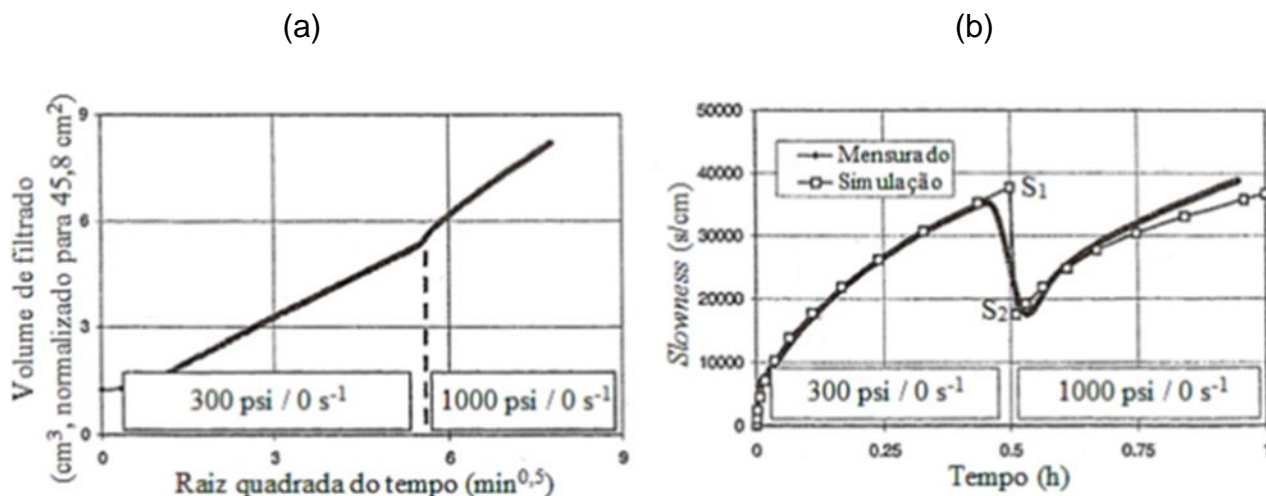 (a)
(b)
Volume de filtrado
(cm³, normalizado para 45,8 cm²)
9
6
3
0
300 psi / 0 s⁻¹
1000 psi / 0 s⁻¹
0
3
6
9
Raiz quadrada do tempo (min⁰,⁵)
Slowness (s/cm)
50000
40000
30000
20000
10000
0
Mensurado
Simulação
S₁
S₂
300 psi / 0 s⁻¹
1000 psi / 0 s⁻¹
0
0.25
0.5
0.75
1
Tempo (h)